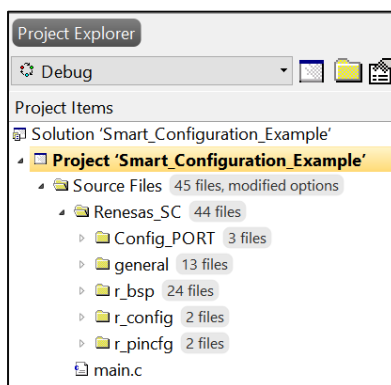 Project Explorer
Debug
Project Items
Solution ‘Smart_Configuration_Example’
Project ‘Smart_Configuration_Example’
Source Files 45 files, modified options
Renesas_SC 44 files
Config_PORT 3 files
general 13 files
r_bsp 24 files
r_config 2 files
r_pincfg 2 files
main.c